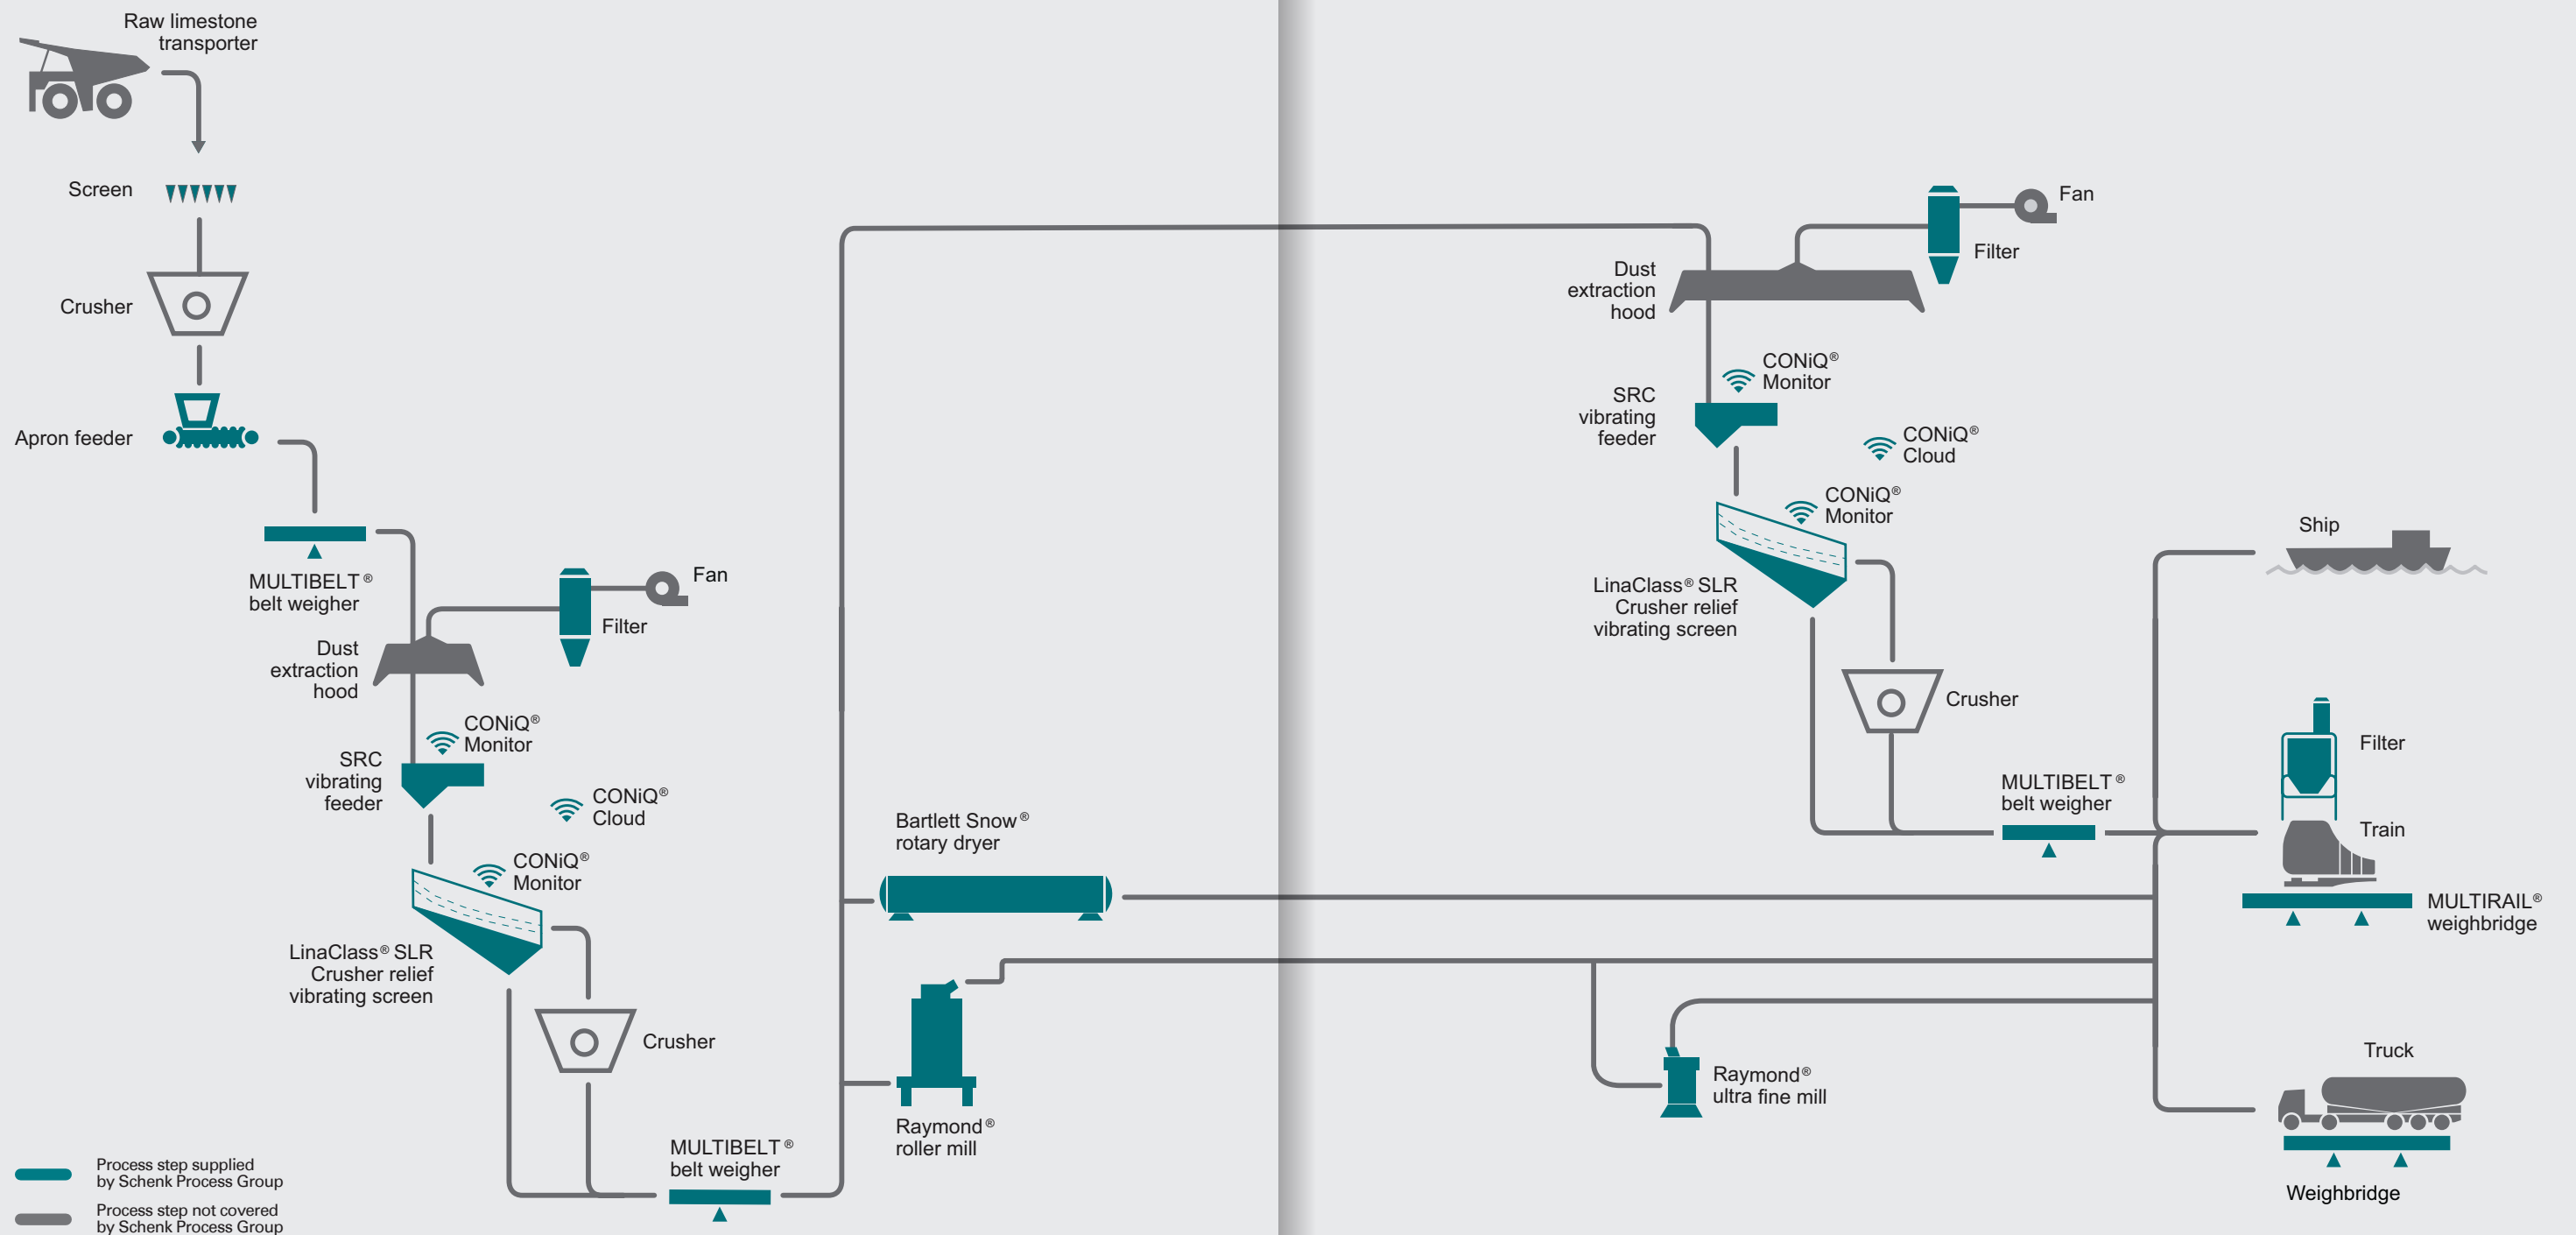 Raw limestone
transporter
Screen
Crusher
Apron feeder
MULTIBELT®
belt weigher
Fan
Filter
Dust
extraction
hood
CONiQ®
Monitor
SRC
vibrating
feeder
CONiQ®
Cloud
CONiQ®
Monitor
LinaClass® SLR
Crusher relief
vibrating screen
Crusher
MULTIBELT®
belt weigher
Process step supplied
by Schenk Process Group
Process step not covered
by Schenk Process Group
Bartlett Snow®
rotary dryer
Raymond®
roller mill
Fan
Filter
Dust
extraction
hood
CONiQ®
Monitor
SRC
vibrating
feeder
CONiQ®
Cloud
CONiQ®
Monitor
LinaClass® SLR
Crusher relief
vibrating screen
Crusher
MULTIBELT®
belt weigher
Raymond®
ultra fine mill
Ship
Filter
Train
MULTIRAIL®
weighbridge
Truck
Weighbridge